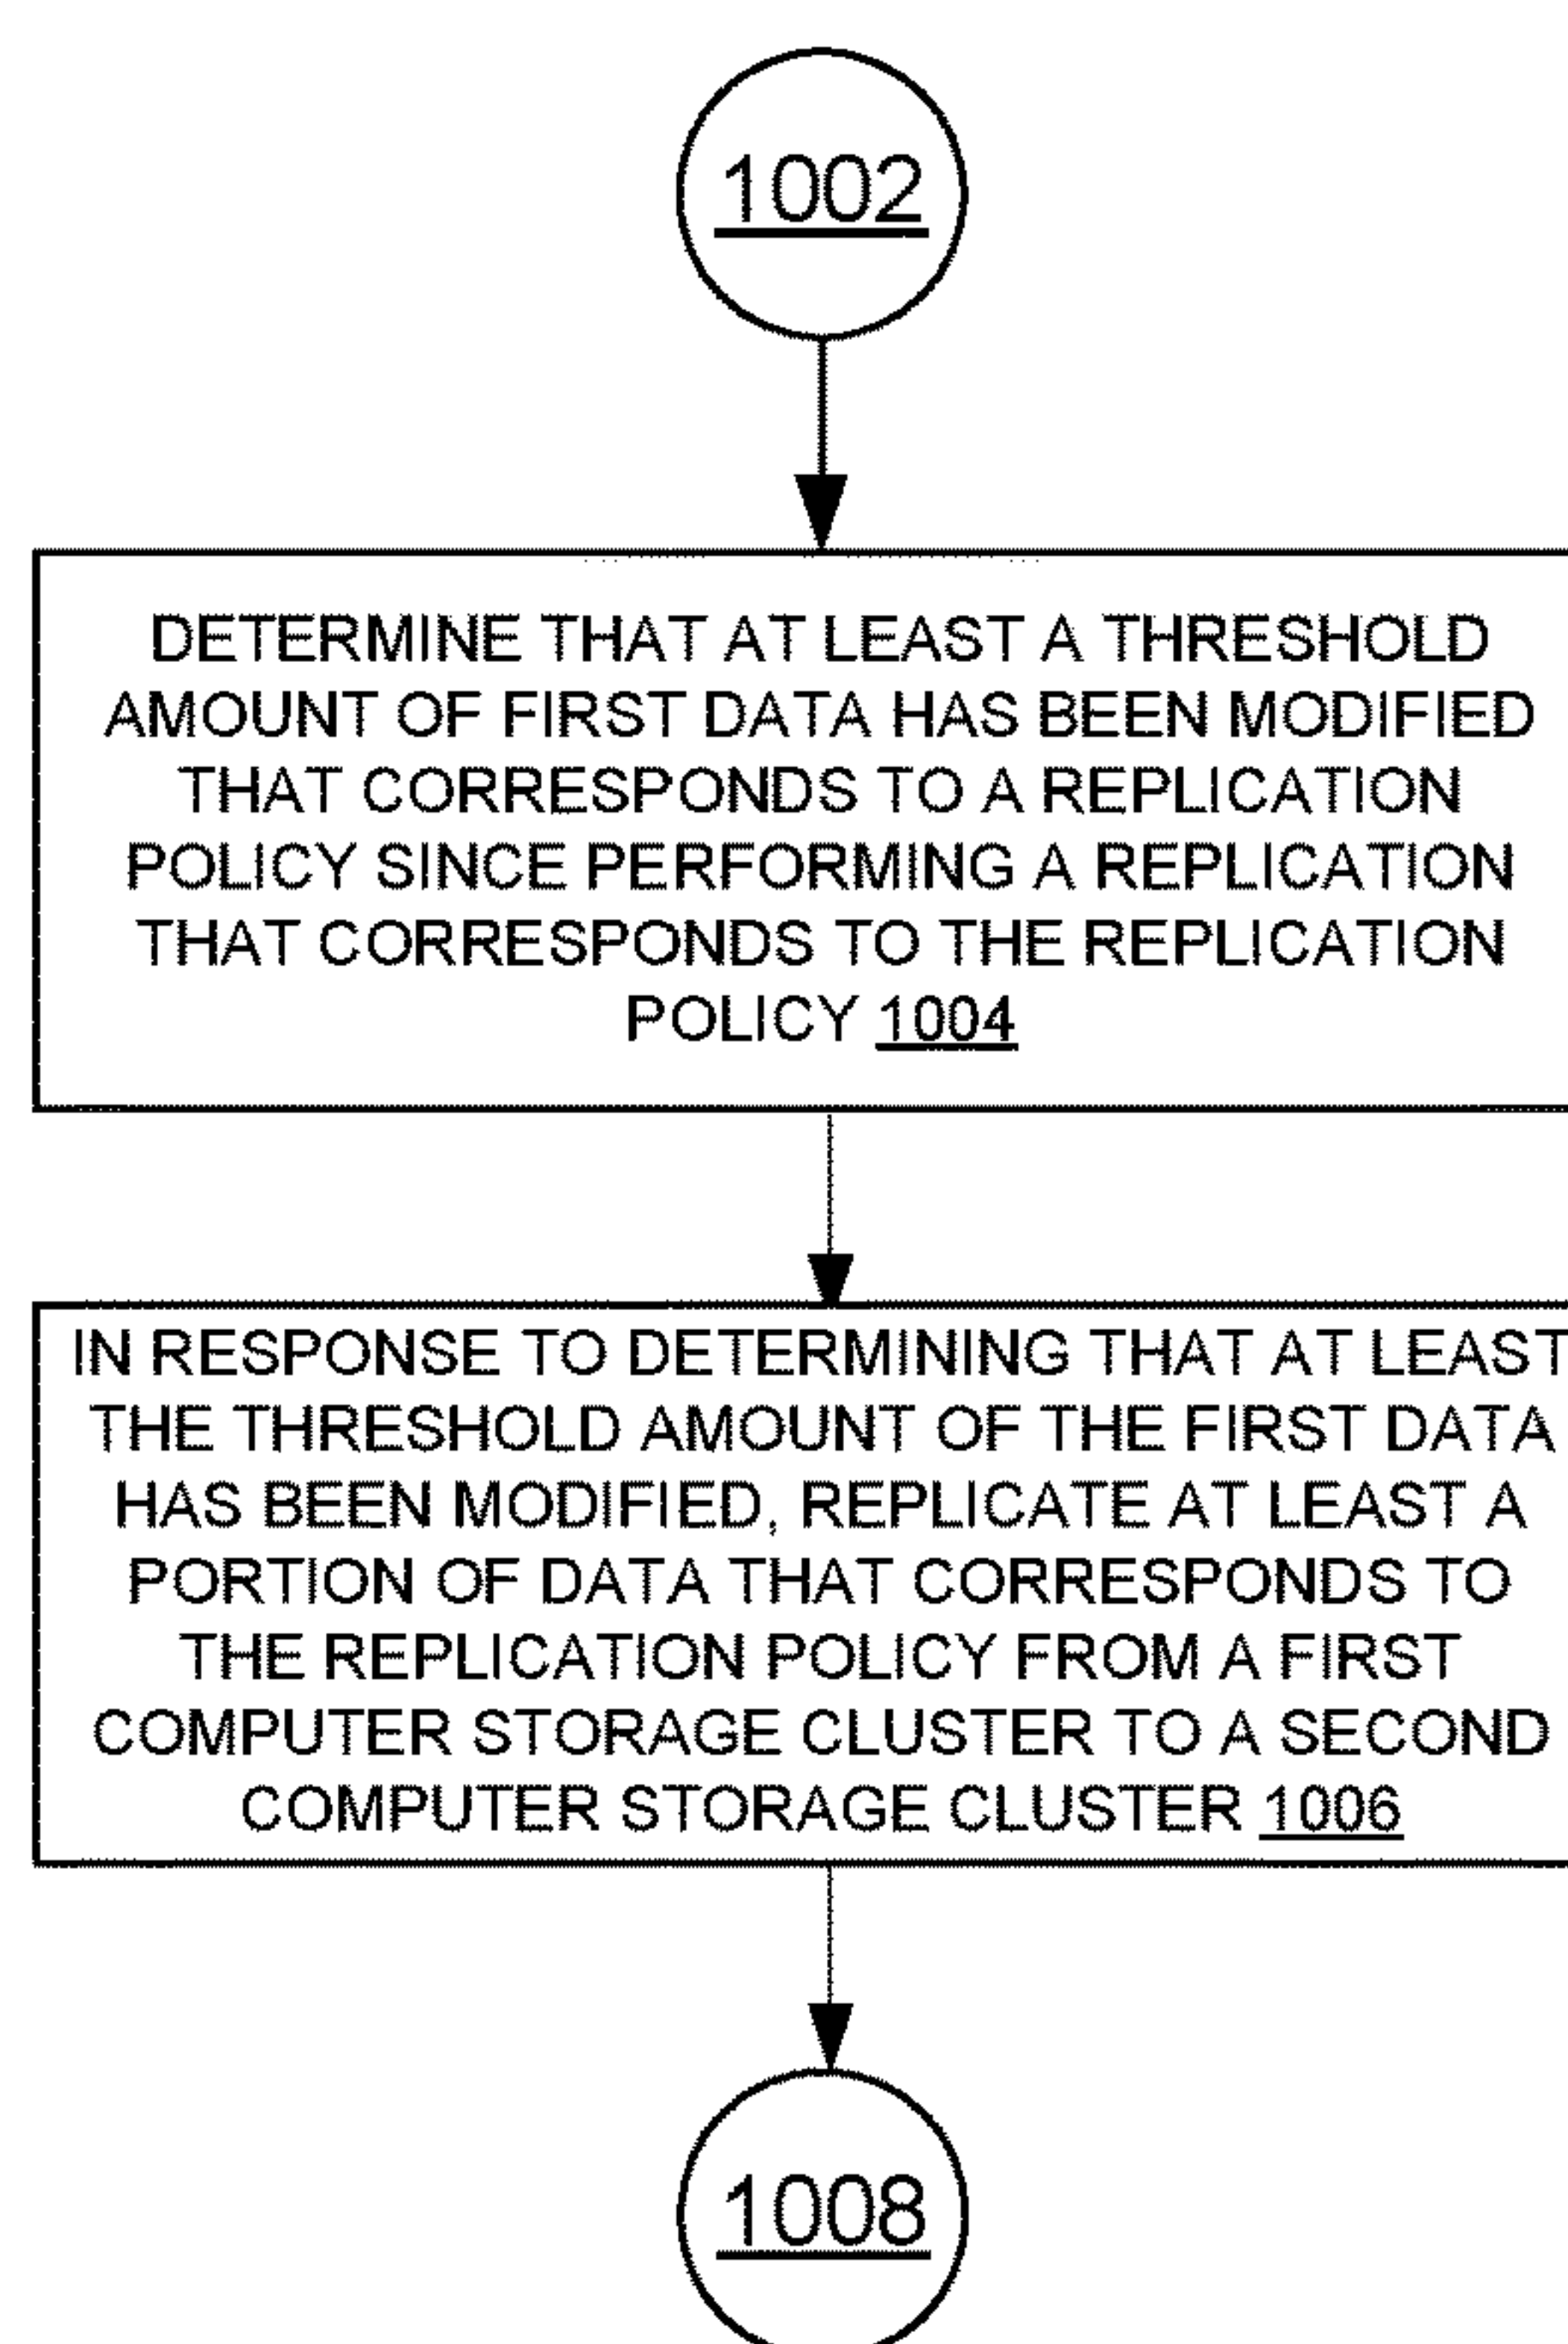 1002
DETERMINE THAT AT LEAST A THRESHOLD
AMOUNT OF FIRST DATA HAS BEEN MODIFIED
THAT CORRESPONDS TO A REPLICATION
POLICY SINCE PERFORMING A REPLICATION
THAT CORRESPONDS TO THE REPLICATION
POLICY 1004
IN RESPONSE TO DETERMINING THAT AT LEAST
THE THRESHOLD AMOUNT OF THE FIRST DATA
HAS BEEN MODIFIED, REPLICATE AT LEAST A
PORTION OF DATA THAT CORRESPONDS TO
THE REPLICATION POLICY FROM A FIRST
COMPUTER STORAGE CLUSTER TO A SECOND
COMPUTER STORAGE CLUSTER 1006
1008